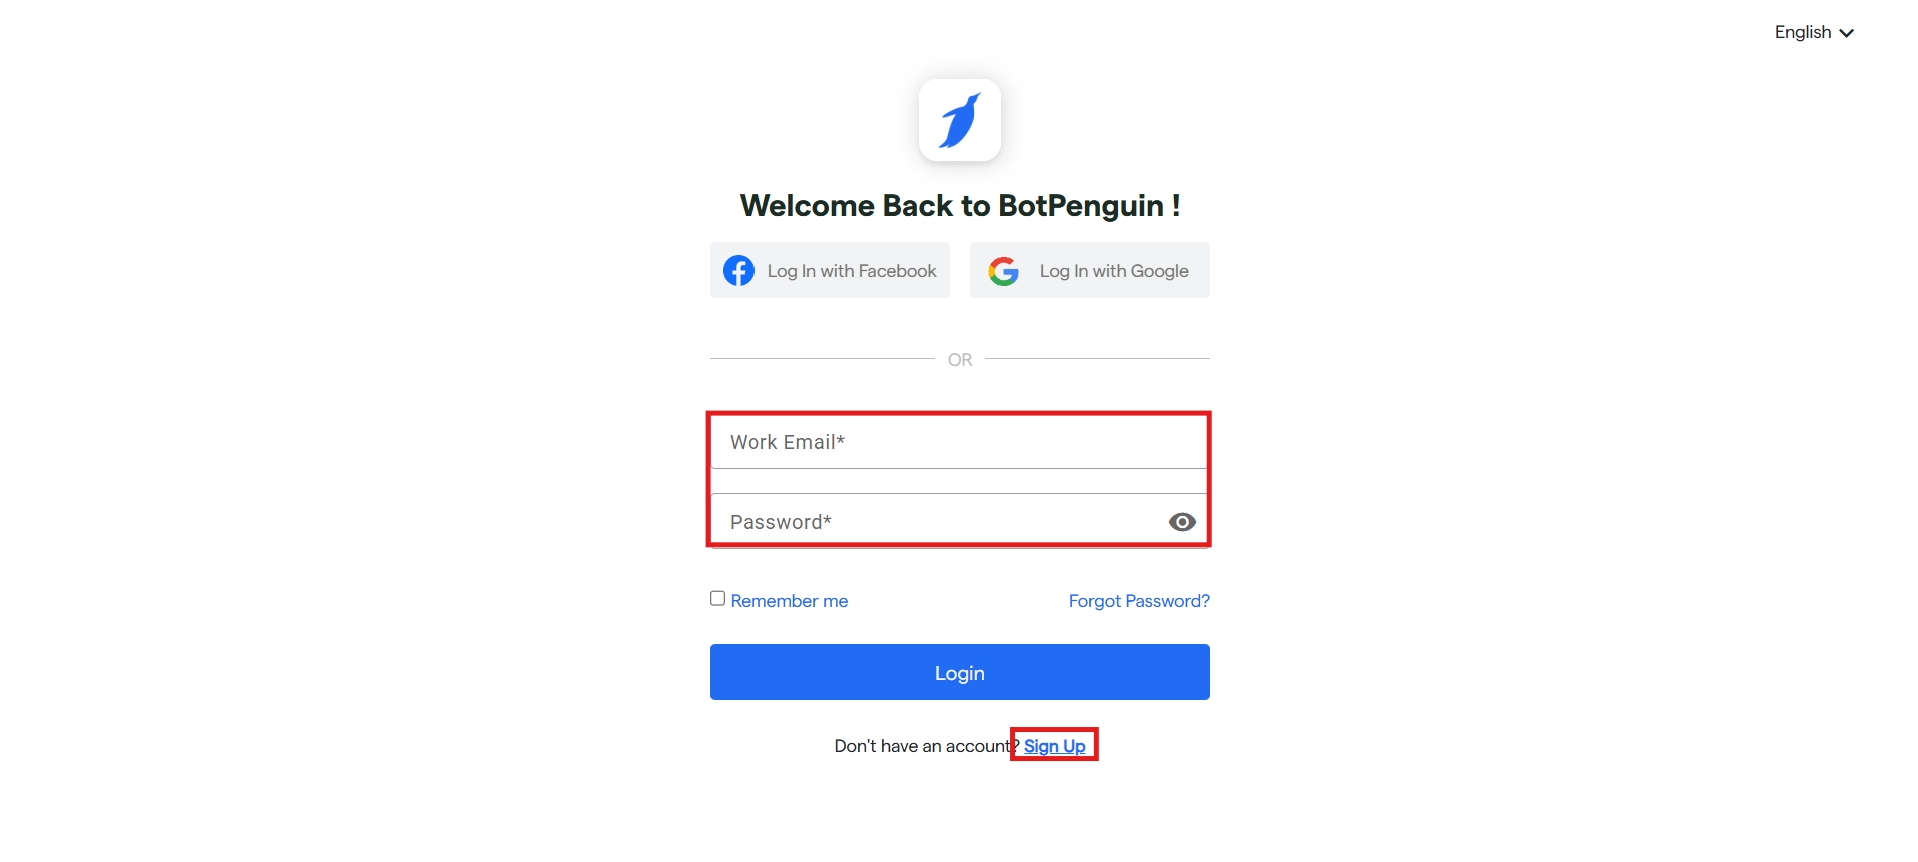 English
Welcome Back to BotPenguin !
Log In with Facebook
Log In with Google
OR
Work Email*
Password*
Remember me
Forgot Password?
Login
Don't have an account? Sign Up